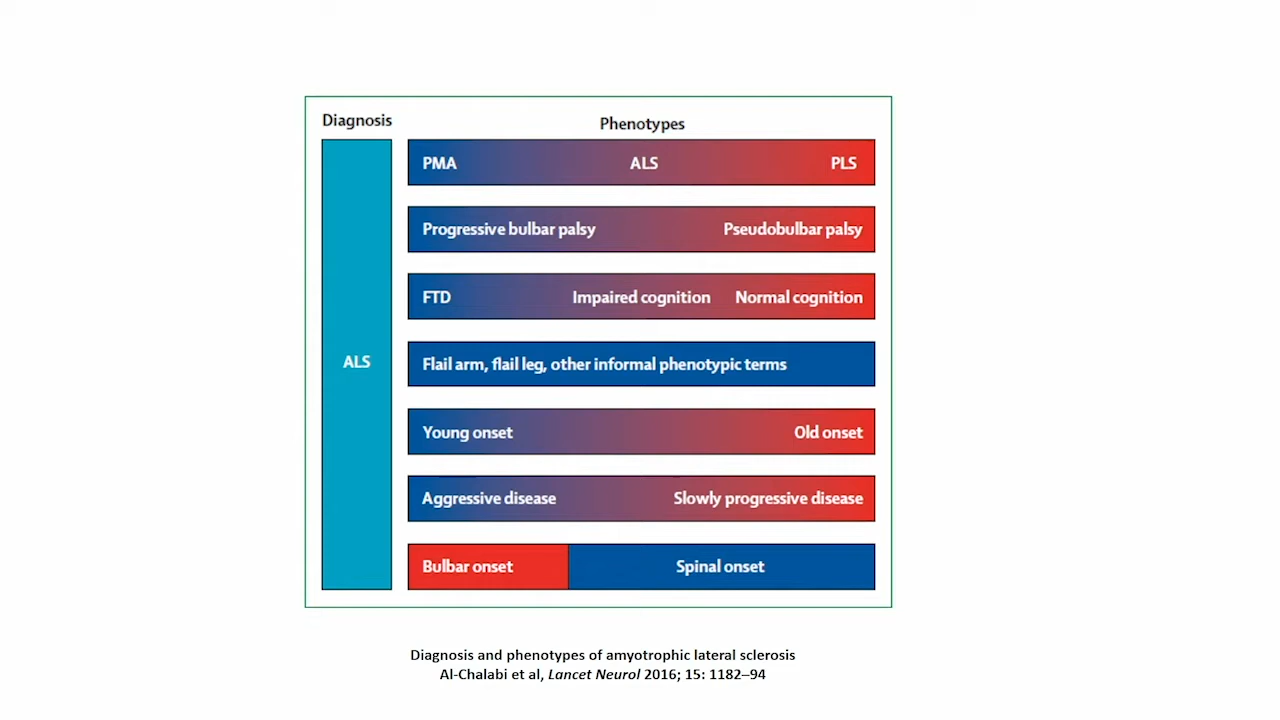 Diagnosis
Phenotypes
ALS
PMA ALS PLS
Progressive bulbar palsy Pseudobulbar palsy
FTD Impaired cognition Normal cognition
Flail arm, flail leg, other informal phenotypic terms
Young onset Old onset
Aggressive disease Slowly progressive disease
Bulbar onset Spinal onset
Diagnosis and phenotypes of amyotrophic lateral sclerosis
Al-Chalabi et al, Lancet Neurol 2016; 15: 1182–94